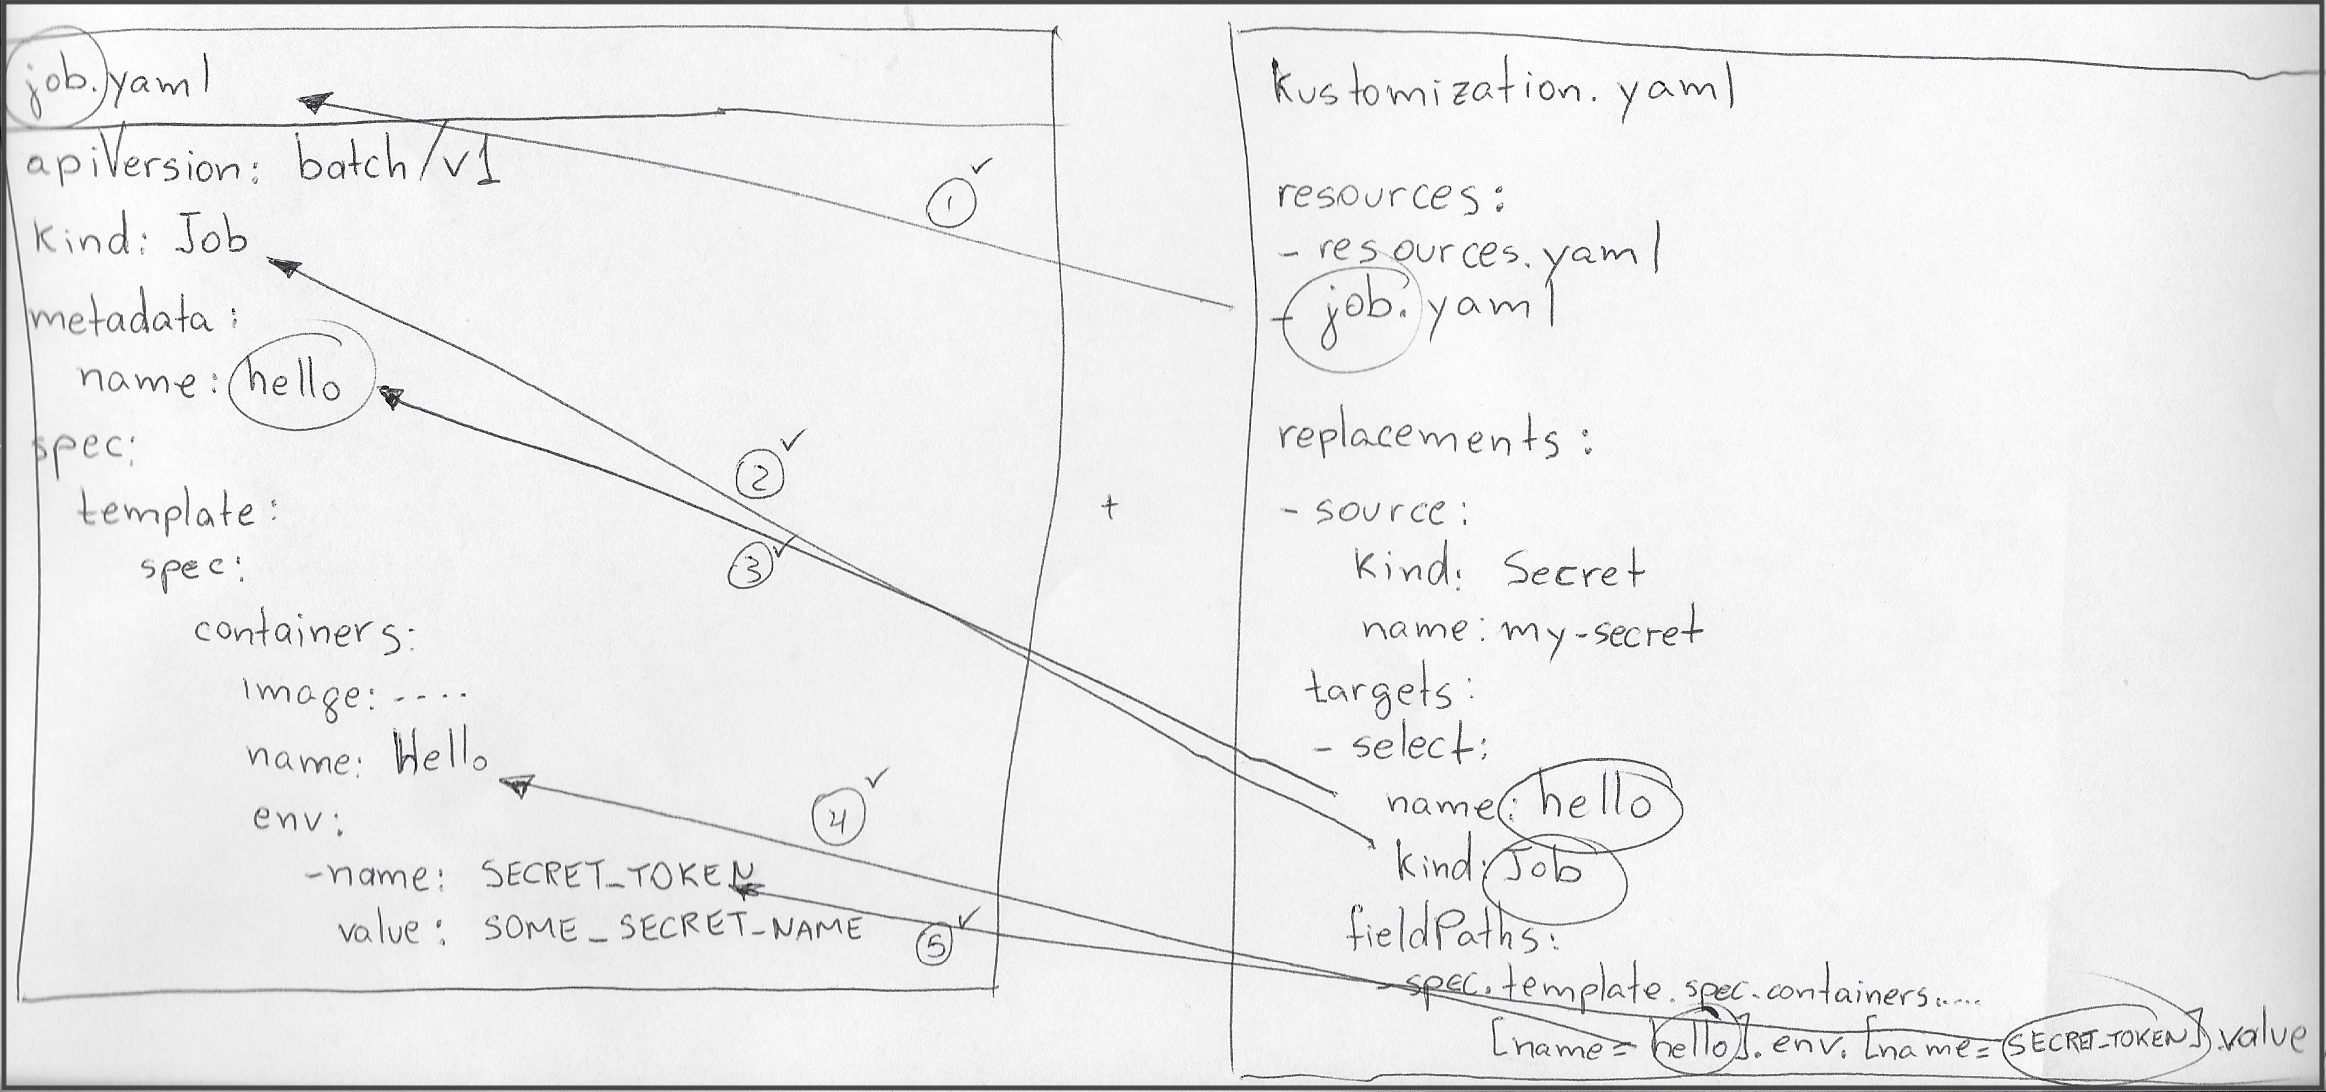 job.yaml
apiVersion: batch/v1
Kind: Job
metadata:
name: hello
spec:
template:
spec:
containers:
image: ....
name: Hello
env:
-name: SECRET_TOKEN
value: SOME_SECRET_NAME
1 ✓
2 ✓
3 ✓
4 ✓
5 ✓
+
Kustomization.yaml
resources:
- resources.yaml
- job.yaml
replacements:
- source:
Kind: Secret
name: my-secret
targets:
- select:
name: hello
Kind: Job
fieldPaths:
- spec.template.spec.containers.....
[name=hello].env.[name=SECRET_TOKEN].value